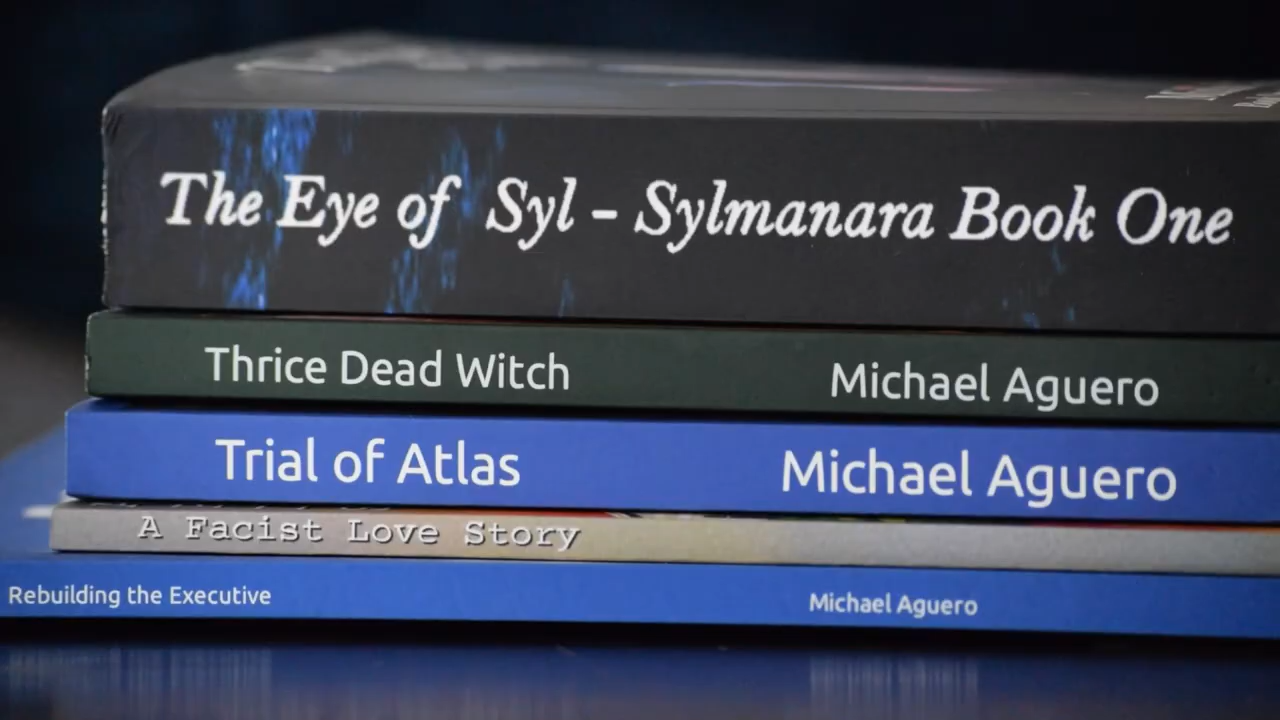 The Eye of Syl - Sylmanara Book One
Thrice Dead Witch Michael Aguero
Trial of Atlas Michael Aguero
A Facist Love Story
Rebuilding the Executive Michael Aguero